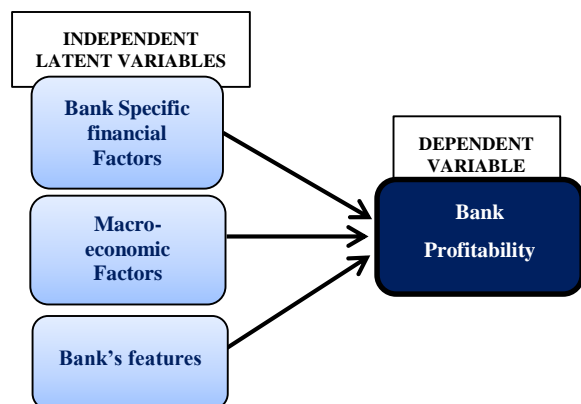 INDEPENDENT
LATENT VARIABLES
Bank Specific
financial
Factors
Macro-
economic
Factors
Bank's features
DEPENDENT
VARIABLE
Bank
Profitability